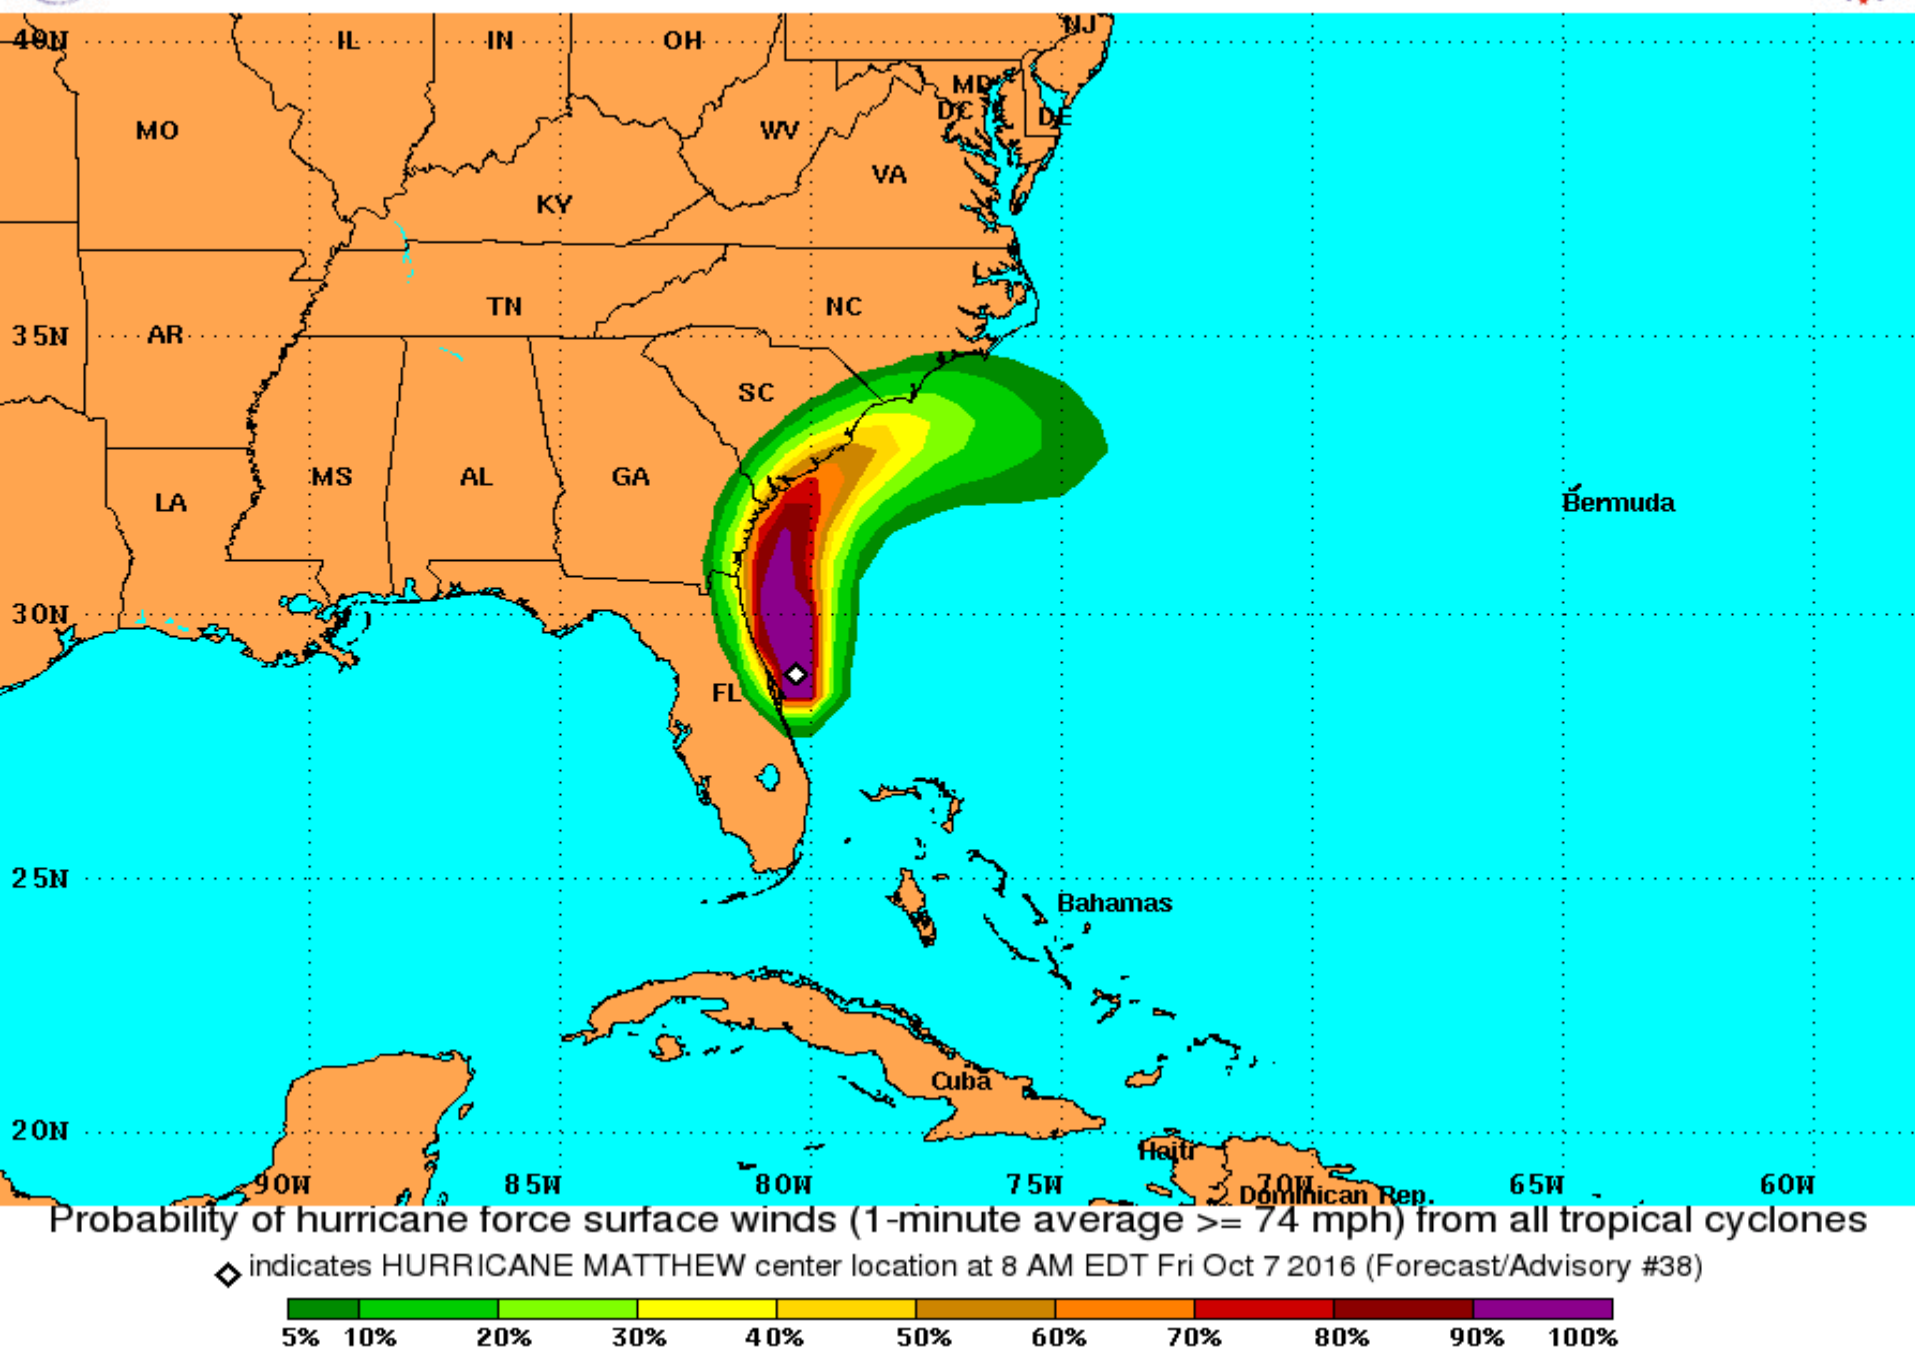 40N IL IN OH NJ
MD
DC DE
MO WV
VA
KY
TN NC
35N AR
SC
MS AL GA
LA Bermuda
30N
FL
25N
Bahamas
Cuba
20N
Haiti
90W 85W 80W 75W 70W 65W 60W
Dominican Rep.
Probability of hurricane force surface winds (1-minute average >= 74 mph) from all tropical cyclones
indicates HURRICANE MATTHEW center location at 8 AM EDT Fri Oct 7 2016 (Forecast/Advisory #38)
5% 10% 20% 30% 40% 50% 60% 70% 80% 90% 100%